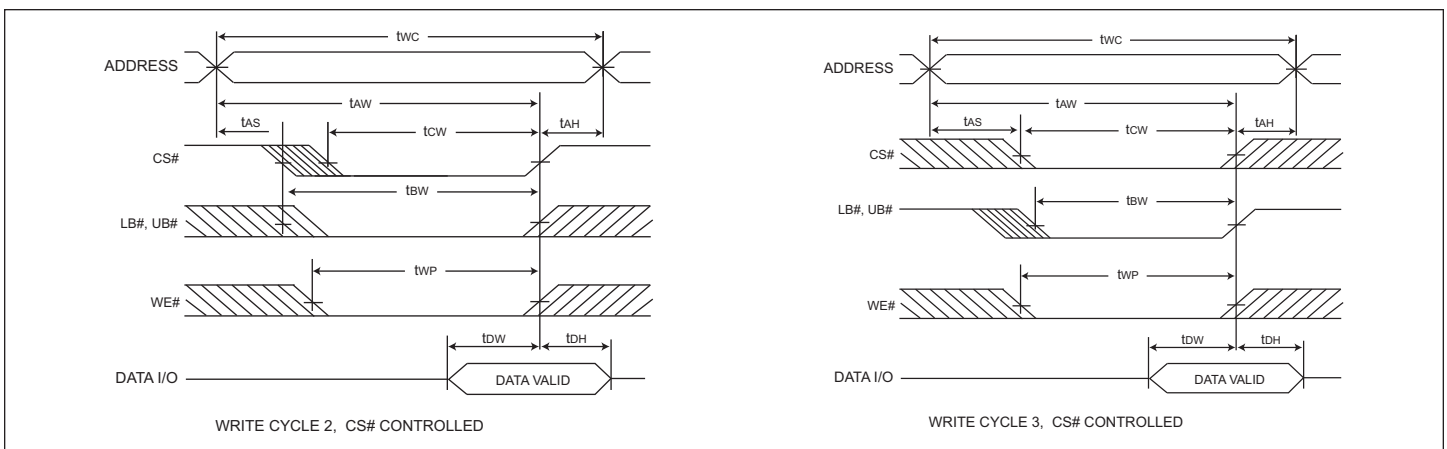 tWC
ADDRESS
tAW
tAS
tCW
tAH
CS#
tBW
LB#, UB#
tWP
WE#
tDW
tDH
DATA I/O
DATA VALID
WRITE CYCLE 2, CS# CONTROLLED
tWC
ADDRESS
tAW
tAS
tCW
tAH
CS#
tBW
LB#, UB#
tWP
WE#
tDW
tDH
DATA I/O
DATA VALID
WRITE CYCLE 3, CS# CONTROLLED